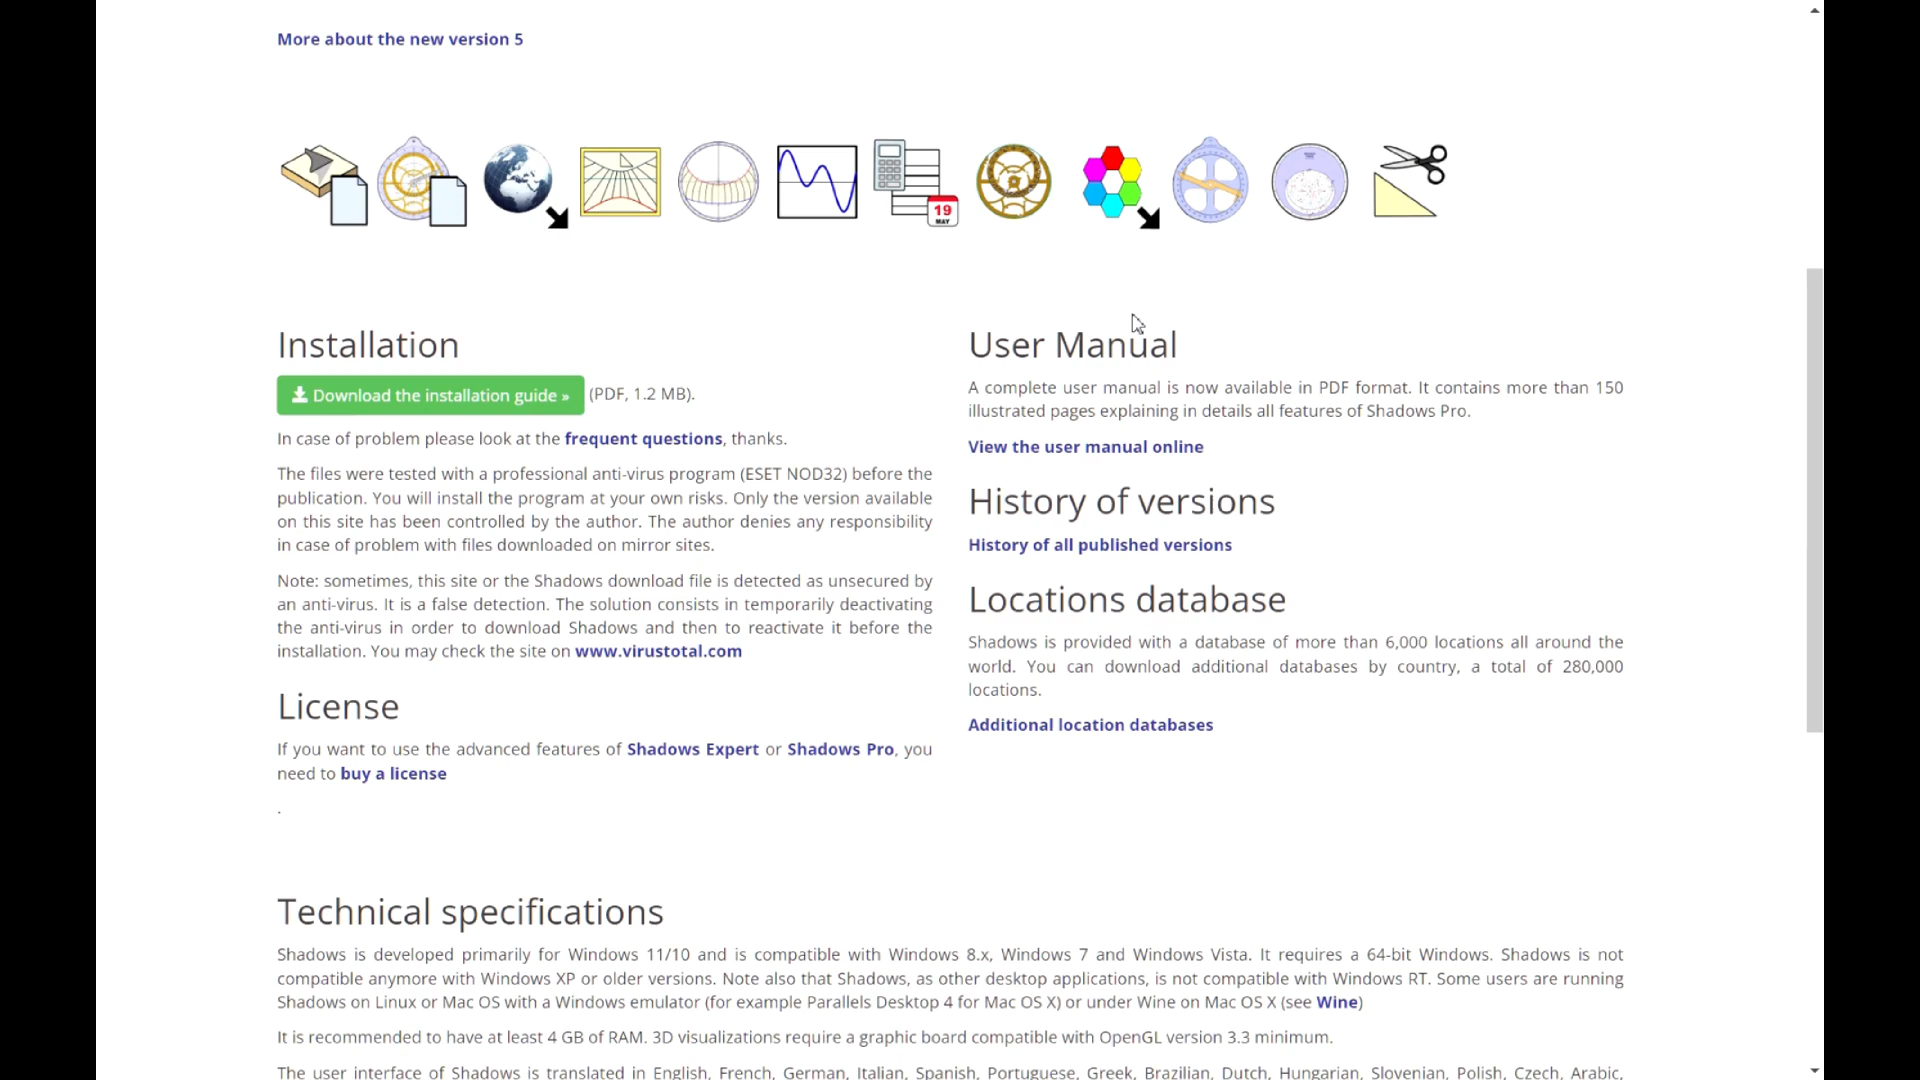 More about the new version 5
19
MAY
Installation
Download the installation guide » (PDF, 1.2 MB).
In case of problem please look at the frequent questions, thanks.
The files were tested with a professional anti-virus program (ESET NOD32) before the
publication. You will install the program at your own risks. Only the version available
on this site has been controlled by the author. The author denies any responsibility
in case of problem with files downloaded on mirror sites.
Note: sometimes, this site or the Shadows download file is detected as unsecured by
an anti-virus. It is a false detection. The solution consists in temporarily deactivating
the anti-virus in order to download Shadows and then to reactivate it before the
installation. You may check the site on www.virustotal.com
License
If you want to use the advanced features of Shadows Expert or Shadows Pro, you
need to buy a license
.
User Manual
A complete user manual is now available in PDF format. It contains more than 150
illustrated pages explaining in details all features of Shadows Pro.
View the user manual online
History of versions
History of all published versions
Locations database
Shadows is provided with a database of more than 6,000 locations all around the
world. You can download additional databases by country, a total of 280,000
locations.
Additional location databases
Technical specifications
Shadows is developed primarily for Windows 11/10 and is compatible with Windows 8.x, Windows 7 and Windows Vista. It requires a 64-bit Windows. Shadows is not
compatible anymore with Windows XP or older versions. Note also that Shadows, as other desktop applications, is not compatible with Windows RT. Some users are running
Shadows on Linux or Mac OS with a Windows emulator (for example Parallels Desktop 4 for Mac OS X) or under Wine on Mac OS X (see Wine)
It is recommended to have at least 4 GB of RAM. 3D visualizations require a graphic board compatible with OpenGL version 3.3 minimum.
The user interface of Shadows is translated in English, French, German, Italian, Spanish, Portuguese, Greek, Brazilian, Dutch, Hungarian, Slovenian, Polish, Czech, Arabic,